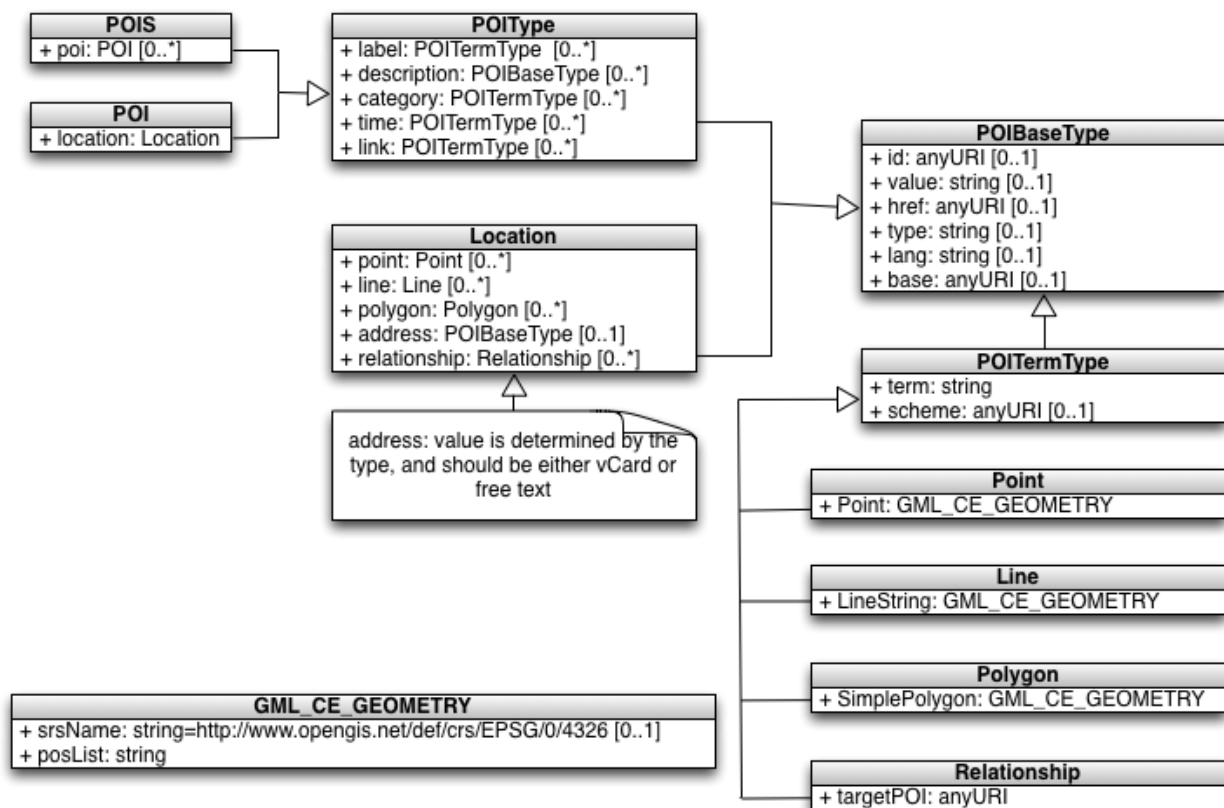 POIS
+ poi: POI [0..*]
POI
+ location: Location
POIType
+ label: POITermType [0..*]
+ description: POIBaseType [0..*]
+ category: POITermType [0..*]
+ time: POITermType [0..*]
+ link: POITermType [0..*]
Location
+ point: Point [0..*]
+ line: Line [0..*]
+ polygon: Polygon [0..*]
+ address: POIBaseType [0..1]
+ relationship: Relationship [0..*]
address: value is determined by the
type, and should be either vCard or
free text
POIBaseType
+ id: anyURI [0..1]
+ value: string [0..1]
+ href: anyURI [0..1]
+ type: string [0..1]
+ lang: string [0..1]
+ base: anyURI [0..1]
POITermType
+ term: string
+ scheme: anyURI [0..1]
Point
+ Point: GML_CE_GEOMETRY
Line
+ LineString: GML_CE_GEOMETRY
Polygon
+ SimplePolygon: GML_CE_GEOMETRY
Relationship
+ targetPOI: anyURI
GML_CE_GEOMETRY
+ srsName: string=http://www.opengis.net/def/crs/EPSG/0/4326 [0..1]
+ posList: string